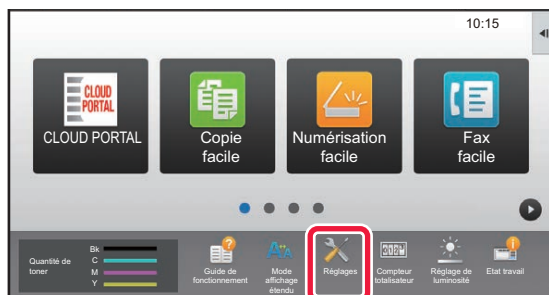 10:15
CLOUD
PORTAL
CLOUD PORTAL
Copie
facile
Numérisation
facile
Fax
facile
Quantité de
toner
Bk
C
M
Y
Guide de
fonctionnement
Mode
affichage
étendu
Réglages
Compteur
totalisateur
Réglage de
luminosité
Etat travail